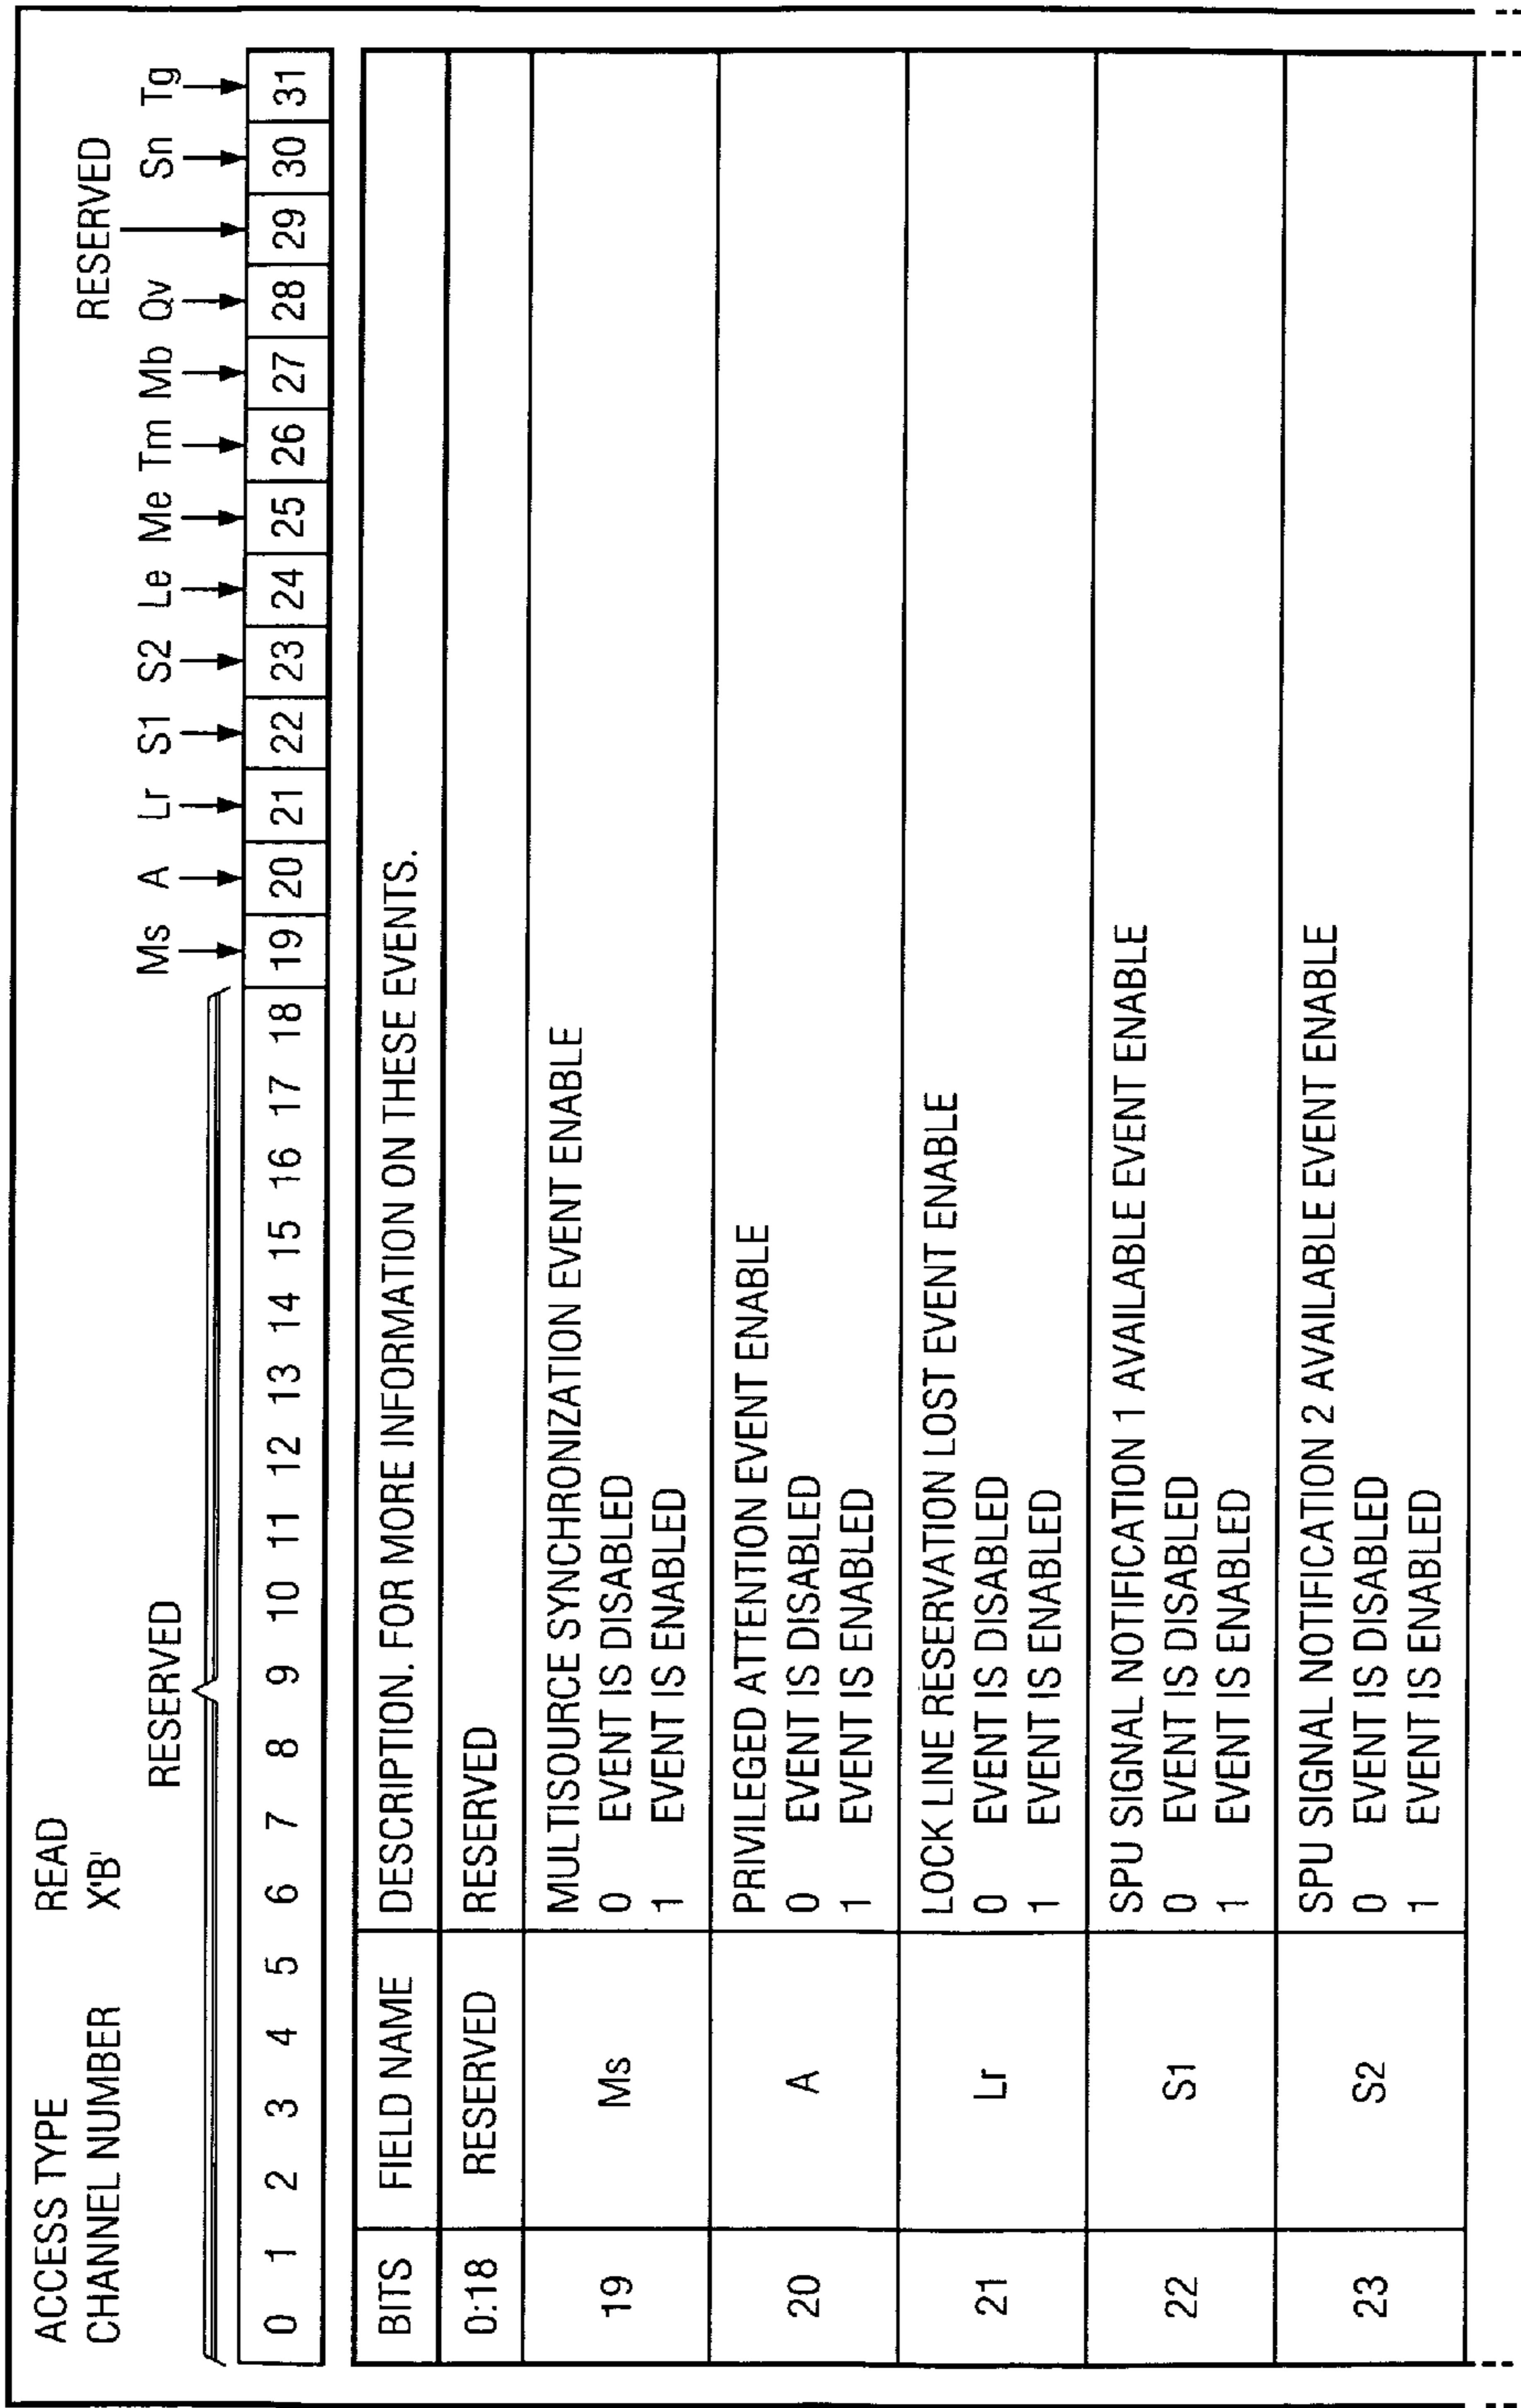 ACCESS TYPE READ
CHANNEL NUMBER X'B'
RESERVED
RESERVED
Ms A Lr S1 S2 Le Me Tm Mb Qv Sn Tg
0 1 2 3 4 5 6 7 8 9 10 11 12 13 14 15 16 17 18 19 20 21 22 23 24 25 26 27 28 29 30 31
BITS FIELD NAME DESCRIPTION. FOR MORE INFORMATION ON THESE EVENTS.
0:18 RESERVED RESERVED
19 Ms MULTISOURCE SYNCHRONIZATION EVENT ENABLE
0 EVENT IS DISABLED
1 EVENT IS ENABLED
20 A PRIVILEGED ATTENTION EVENT ENABLE
0 EVENT IS DISABLED
1 EVENT IS ENABLED
21 Lr LOCK LINE RESERVATION LOST EVENT ENABLE
0 EVENT IS DISABLED
1 EVENT IS ENABLED
22 S1 SPU SIGNAL NOTIFICATION 1 AVAILABLE EVENT ENABLE
0 EVENT IS DISABLED
1 EVENT IS ENABLED
23 S2 SPU SIGNAL NOTIFICATION 2 AVAILABLE EVENT ENABLE
0 EVENT IS DISABLED
1 EVENT IS ENABLED